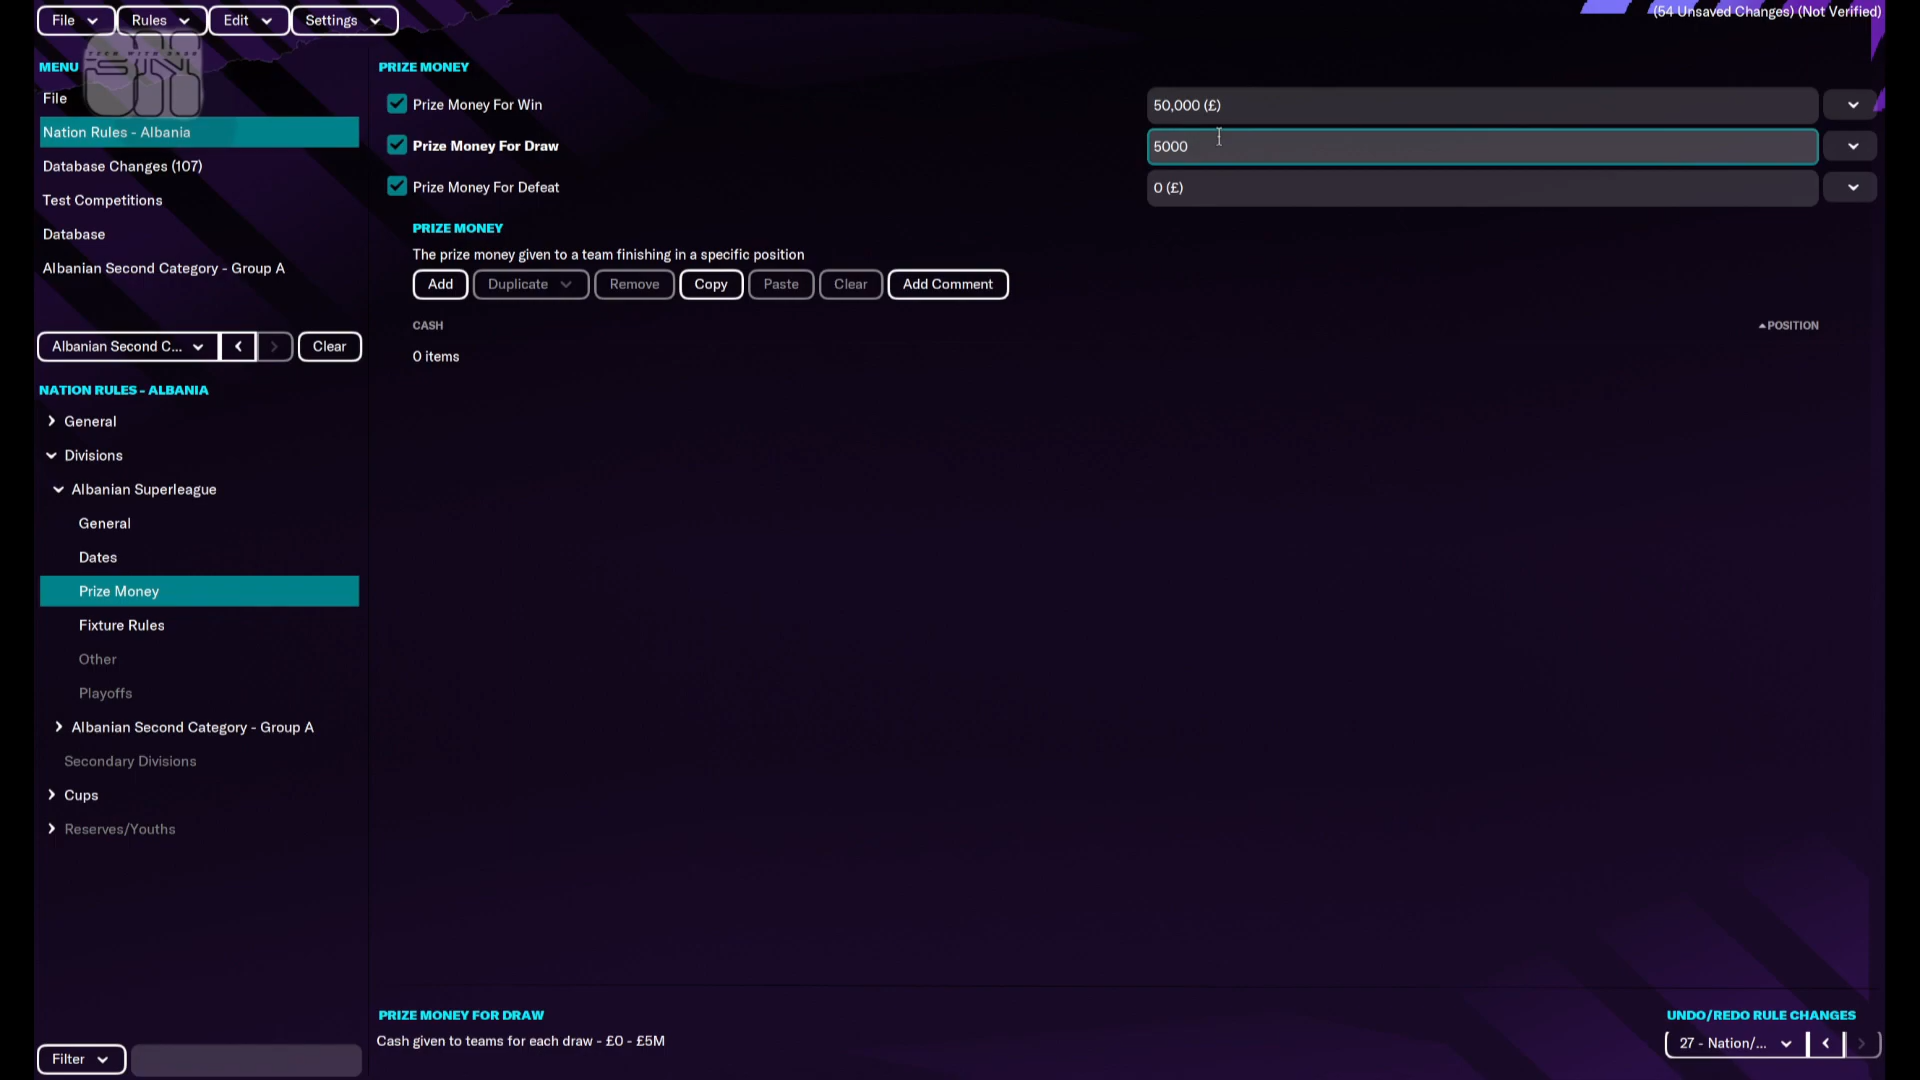 File
Rules
Edit
Settings
(54 Unsaved Changes) (Not Verified)
MENU
File
Nation Rules - Albania
Database Changes (107)
Test Competitions
Database
Albanian Second Category - Group A
Albanian Second C...
Clear
NATION RULES - ALBANIA
General
Divisions
Albanian Superleague
General
Dates
Prize Money
Fixture Rules
Other
Playoffs
Albanian Second Category - Group A
Secondary Divisions
Cups
Reserves/Youths
Filter
PRIZE MONEY
Prize Money For Win
50,000 (£)
Prize Money For Draw
5000
Prize Money For Defeat
0 (£)
PRIZE MONEY
The prize money given to a team finishing in a specific position
Add
Duplicate
Remove
Copy
Paste
Clear
Add Comment
CASH
POSITION
0 items
PRIZE MONEY FOR DRAW
Cash given to teams for each draw - £0 - £5M
UNDO/REDO RULE CHANGES
27 - Nation/...